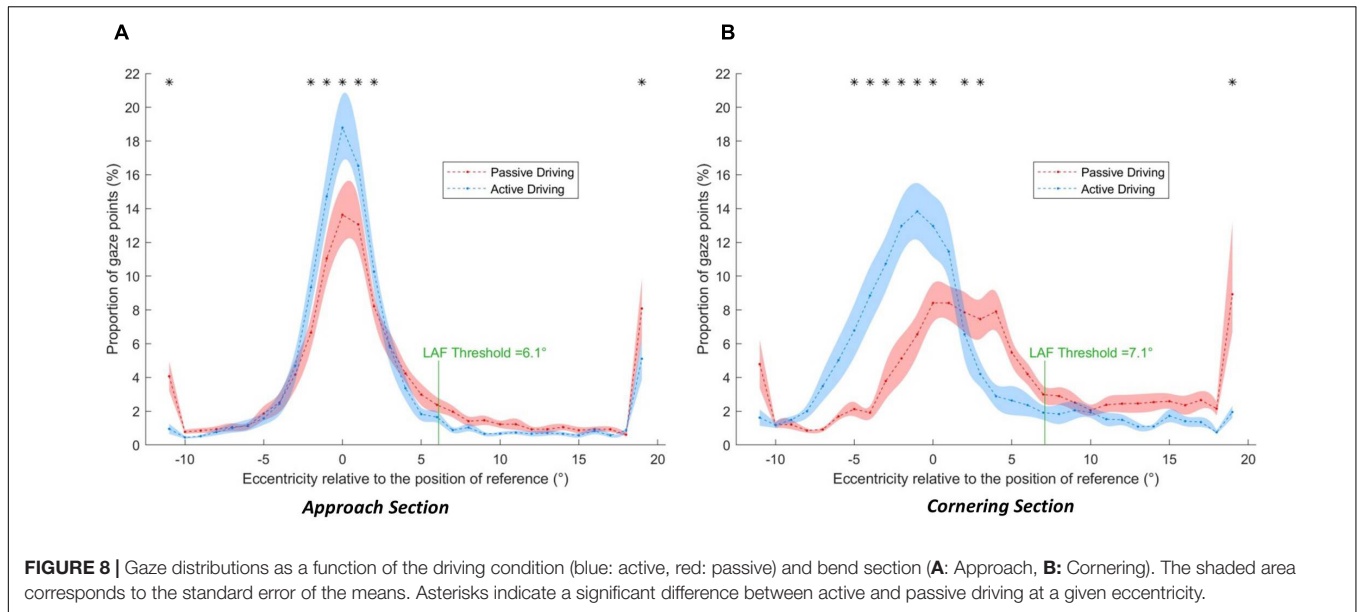 A
B
* * * * * * *
* * * * * * * * *
22
20
18
16
14
12
10
8
6
4
2
0
Proportion of gaze points (%)
Passive Driving
Active Driving
LAF Threshold =6.1°
-10 -5 0 5 10 15 20
Eccentricity relative to the position of reference (°)
Approach Section
22
20
18
16
14
12
10
8
6
4
2
0
Proportion of gaze points (%)
Passive Driving
Active Driving
LAF Threshold =7.1°
-10 -5 0 5 10 15 20
Eccentricity relative to the position of reference (°)
Cornering Section
FIGURE 8 | Gaze distributions as a function of the driving condition (blue: active, red: passive) and bend section (A: Approach, B: Cornering). The shaded area
corresponds to the standard error of the means. Asterisks indicate a significant difference between active and passive driving at a given eccentricity.